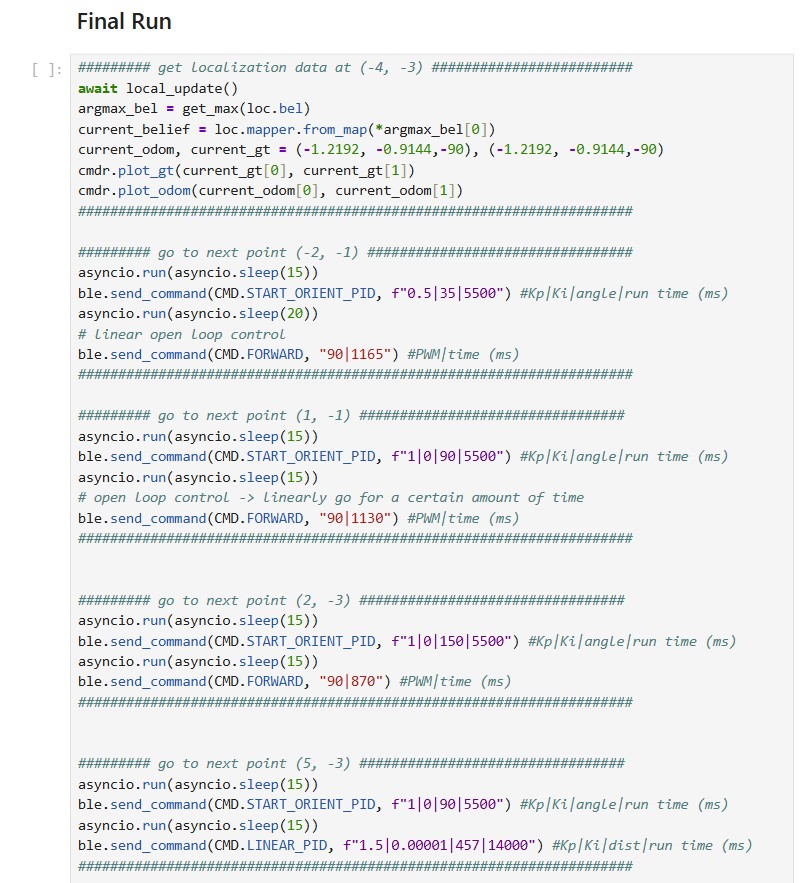 Final Run
[ ]: ######### get localization data at (-4, -3) #########################
await local_update()
argmax_bel = get_max(loc.bel)
current_belief = loc.mapper.from_map(*argmax_bel[0])
current_odom, current_gt = (-1.2192, -0.9144,-90), (-1.2192, -0.9144,-90)
cmdr.plot_gt(current_gt[0], current_gt[1])
cmdr.plot_odom(current_odom[0], current_odom[1])
#####################################################################
######### go to next point (-2, -1) #################################
asyncio.run(asyncio.sleep(15))
ble.send_command(CMD.START_ORIENT_PID, f"0.5|35|5500") #Kp|Ki|angle|run time (ms)
asyncio.run(asyncio.sleep(20))
# linear open loop control
ble.send_command(CMD.FORWARD, "90|1165") #PWM|time (ms)
#####################################################################
######### go to next point (1, -1) #################################
asyncio.run(asyncio.sleep(15))
ble.send_command(CMD.START_ORIENT_PID, f"1|0|90|5500") #Kp|Ki|angle|run time (ms)
asyncio.run(asyncio.sleep(15))
# open loop control -> linearly go for a certain amount of time
ble.send_command(CMD.FORWARD, "90|1130") #PWM|time (ms)
#####################################################################
######### go to next point (2, -3) #################################
asyncio.run(asyncio.sleep(15))
ble.send_command(CMD.START_ORIENT_PID, f"1|0|150|5500") #Kp|Ki|angle|run time (ms)
asyncio.run(asyncio.sleep(15))
ble.send_command(CMD.FORWARD, "90|870") #PWM|time (ms)
#####################################################################
######### go to next point (5, -3) #################################
asyncio.run(asyncio.sleep(15))
ble.send_command(CMD.START_ORIENT_PID, f"1|0|90|5500") #Kp|Ki|angle|run time (ms)
asyncio.run(asyncio.sleep(15))
ble.send_command(CMD.LINEAR_PID, f"1.5|0.00001|457|14000") #Kp|Ki|dist|run time (ms)
#####################################################################